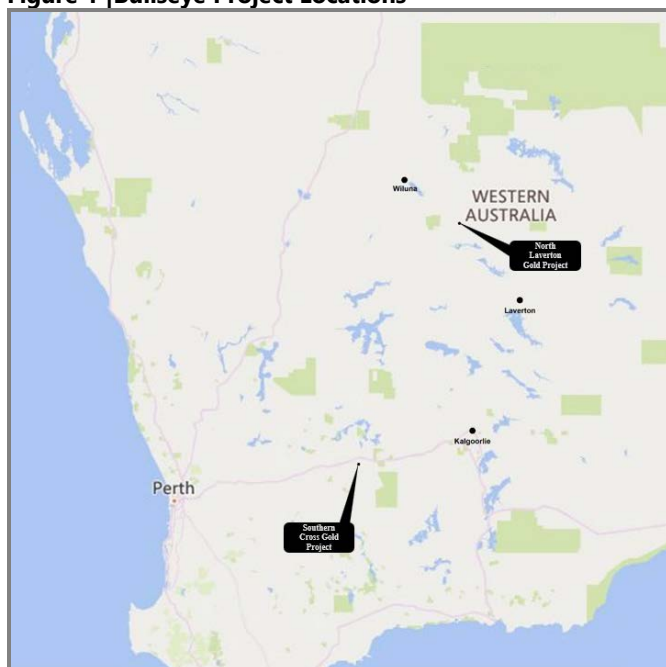 Figure 1 |Bullseye Project Locations
Wiluna
WESTERN
AUSTRALIA
North
Laverton
Gold Project
Laverton
Kalgoorlie
Perth
Southern
Cross Gold
Project